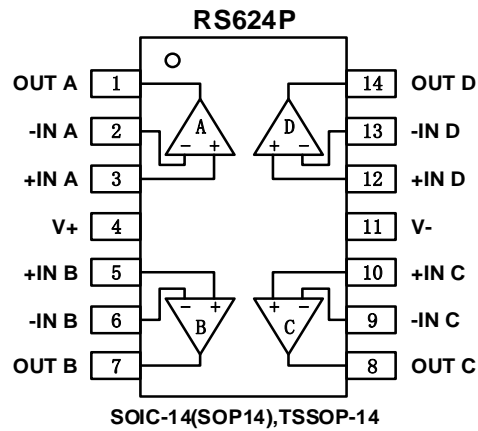 RS624P
OUT A 1 14 OUT D
-IN A 2 A D 13 -IN D
- + + -
+IN A 3 12 +IN D
V+ 4 11 V-
+IN B 5 10 +IN C
- + + -
-IN B 6 B C 9 -IN C
OUT B 7 8 OUT C
SOIC-14(SOP14),TSSOP-14